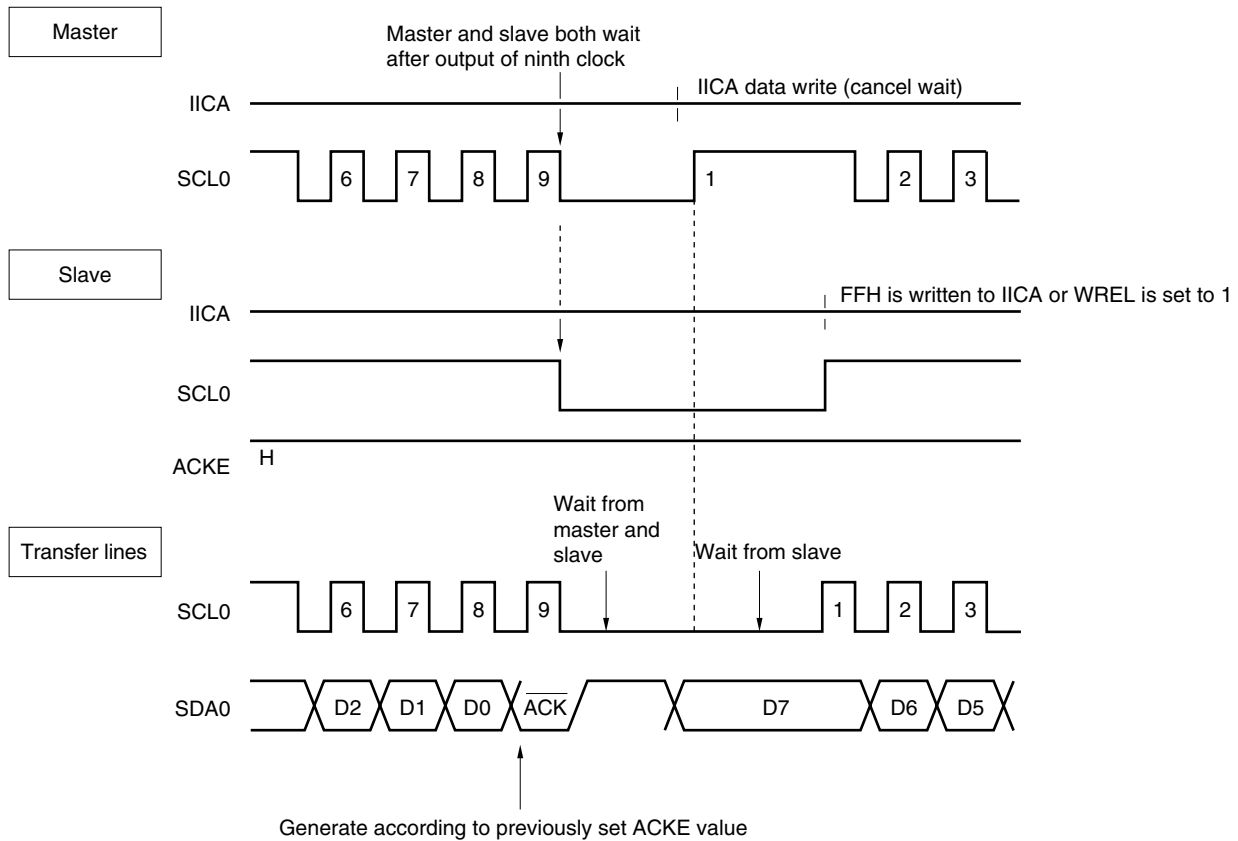 Master
Master and slave both wait
after output of ninth clock
IICA data write (cancel wait)
IICA
SCL0
6 7 8 9 1 2 3
Slave
FFH is written to IICA or WREL is set to 1
IICA
SCL0
H
ACKE
Wait from
master and
slave
Wait from slave
Transfer lines
SCL0
6 7 8 9 1 2 3
SDA0
D2 D1 D0 ACK D7 D6 D5
Generate according to previously set ACKE value